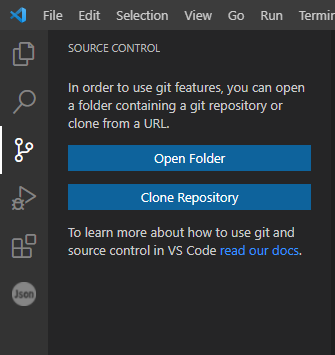 File Edit Selection View Go Run Termin
SOURCE CONTROL
In order to use git features, you can open
a folder containing a git repository or
clone from a URL.
Open Folder
Clone Repository
To learn more about how to use git and
source control in VS Code read our docs.
Json